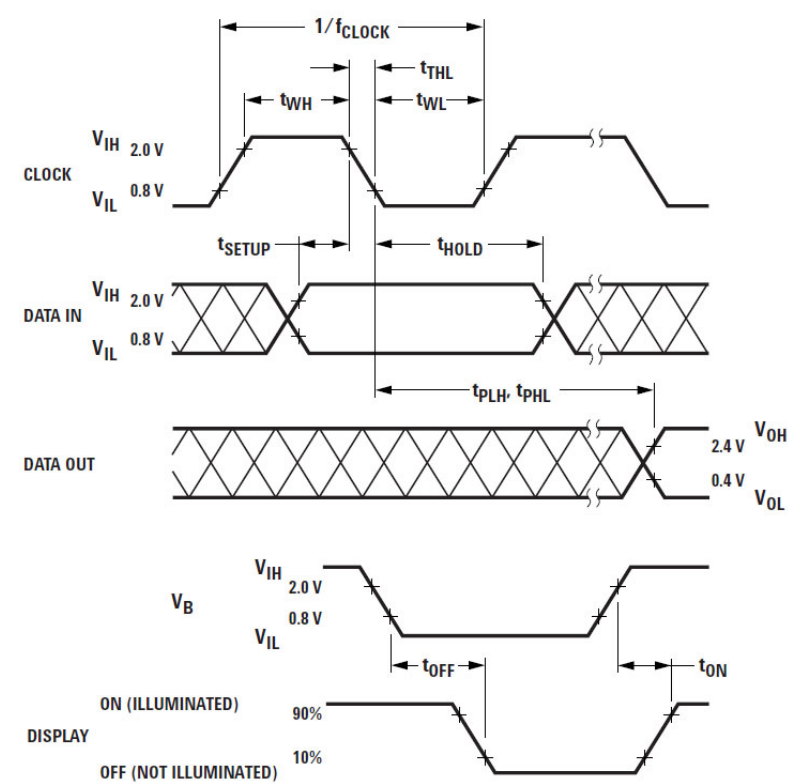 1/fCLOCK
tTHL
tWH
tWL
VIH 2.0 V
CLOCK
VIL 0.8 V
tSETUP
tHOLD
VIH 2.0 V
DATA IN
VIL 0.8 V
tPLH, tPHL
VOH
2.4 V
DATA OUT
0.4 V
VOL
VIH
2.0 V
VB
0.8 V
VIL
tOFF
tON
ON (ILLUMINATED)
90%
DISPLAY
10%
OFF (NOT ILLUMINATED)